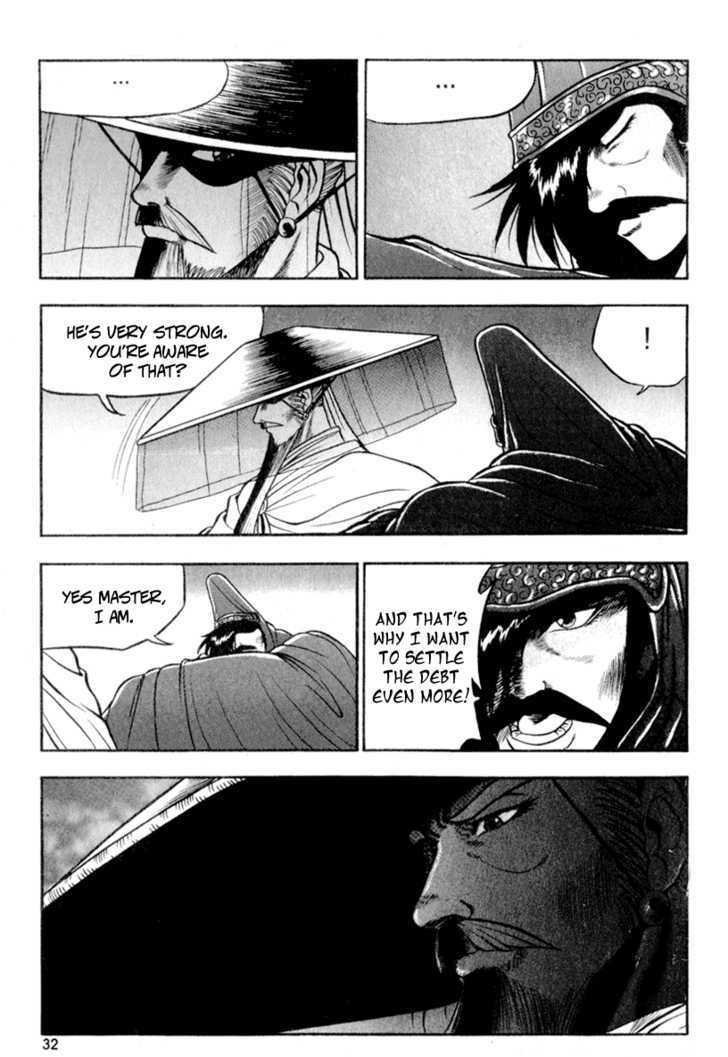 ...
...
HE'S VERY STRONG.
YOU'RE AWARE
OF THAT?
!
YES MASTER,
I AM.
AND THAT'S
WHY I WANT
TO SETTLE
THE DEBT
EVEN MORE!
32